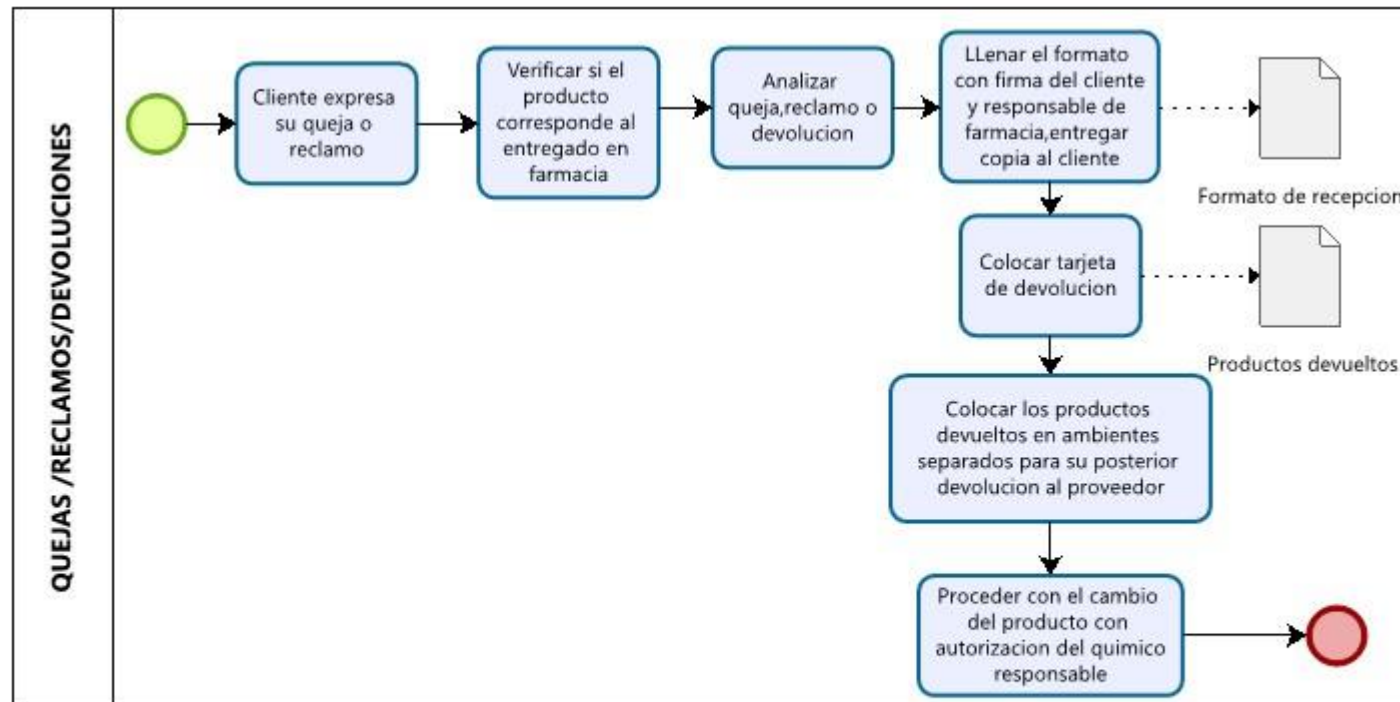 QUEJAS /RECLAMOS/DEVOLUCIONES
Cliente expresa
su queja o
reclamo
Verificar si el
producto
corresponde al
entregado en
farmacia
Analizar
queja,reclamo o
devolucion
LLenar el formato
con firma del cliente
y responsable de
farmacia,entregar
copia al cliente
Formato de recepcion
Colocar tarjeta
de devolucion
Productos devueltos
Colocar los productos
devueltos en ambientes
separados para su posterior
devolucion al proveedor
Proceder con el cambio
del producto con
autorizacion del quimico
responsable